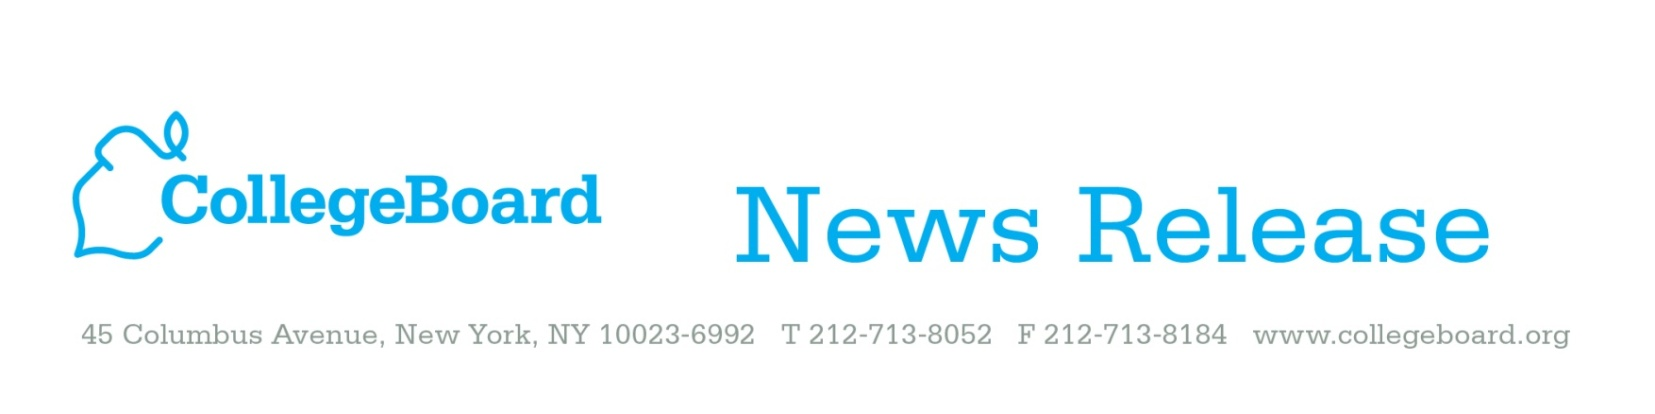 CollegeBoard
News Release
45 Columbus Avenue, New York, NY 10023-6992 T 212-713-8052 F 212-713-8184 www.collegeboard.org